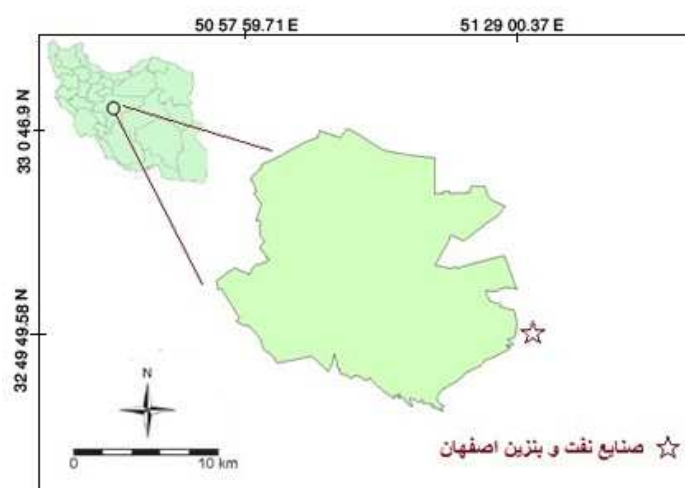 50 57 59.71 E
51 29 00.37 E
33 0 46.9 N
32 49 49.58 N
N
0 10 km
صنایع نفت و بنزین اصفهان